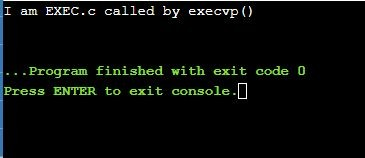 I am EXEC.c called by execvp()
...Program finished with exit code 0
Press ENTER to exit console.